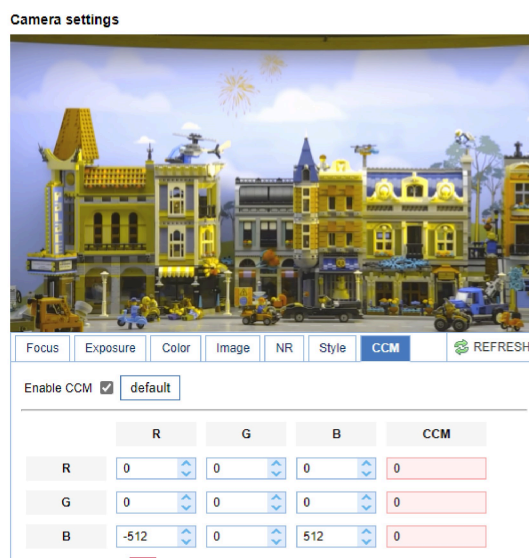 Camera settings
Focus Exposure Color Image NR Style CCM REFRESH
Enable CCM default
R G B CCM
R 0 0 0 0
G 0 0 0 0
B -512 0 512 0